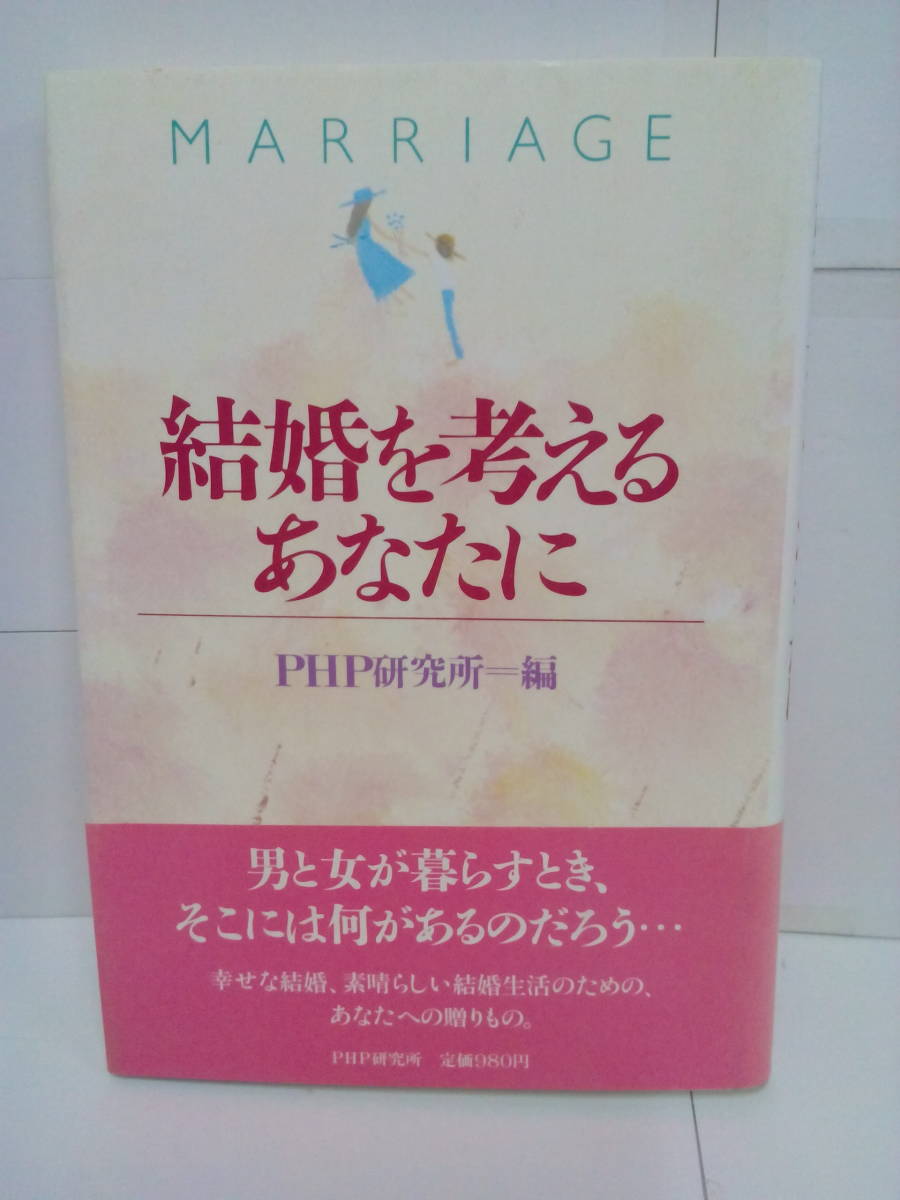 MARRIAGE
結婚を考える
あなたに
PHP研究所=編
男と女が暮らすとき、
そこには何があるのだろう…
幸せな結婚、素晴らしい結婚生活のための、
あなたへの贈りもの。
PHP研究所 定価980円